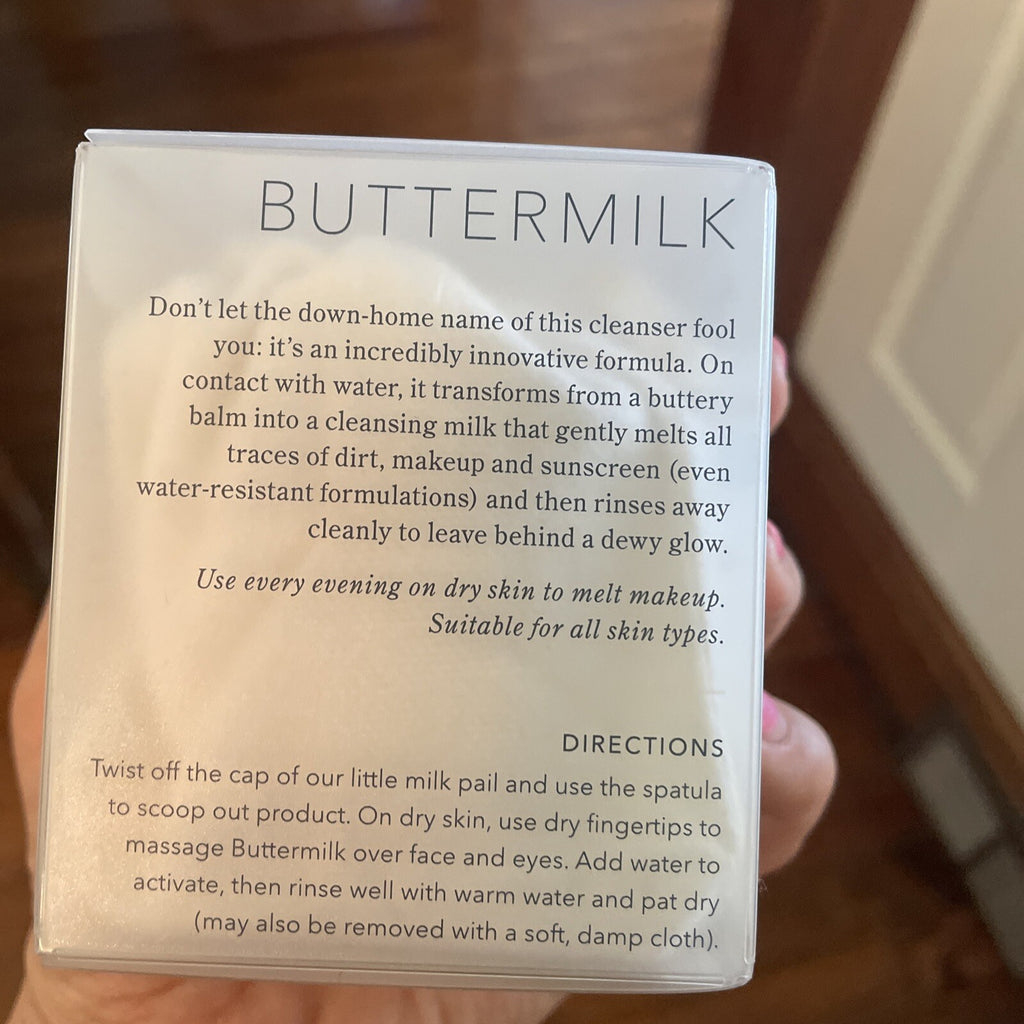 BUTTERMILK
Don't let the down-home name of this cleanser fool
you: it's an incredibly innovative formula. On
contact with water, it transforms from a buttery
balm into a cleansing milk that gently melts all
traces of dirt, makeup and sunscreen (even
water-resistant formulations) and then rinses away
cleanly to leave behind a dewy glow.
Use every evening on dry skin to melt makeup.
Suitable for all skin types.
DIRECTIONS
Twist off the cap of our little milk pail and use the spatula
to scoop out product. On dry skin, use dry fingertips to
massage Buttermilk over face and eyes. Add water to
activate, then rinse well with warm water and pat dry
(may also be removed with a soft, damp cloth).